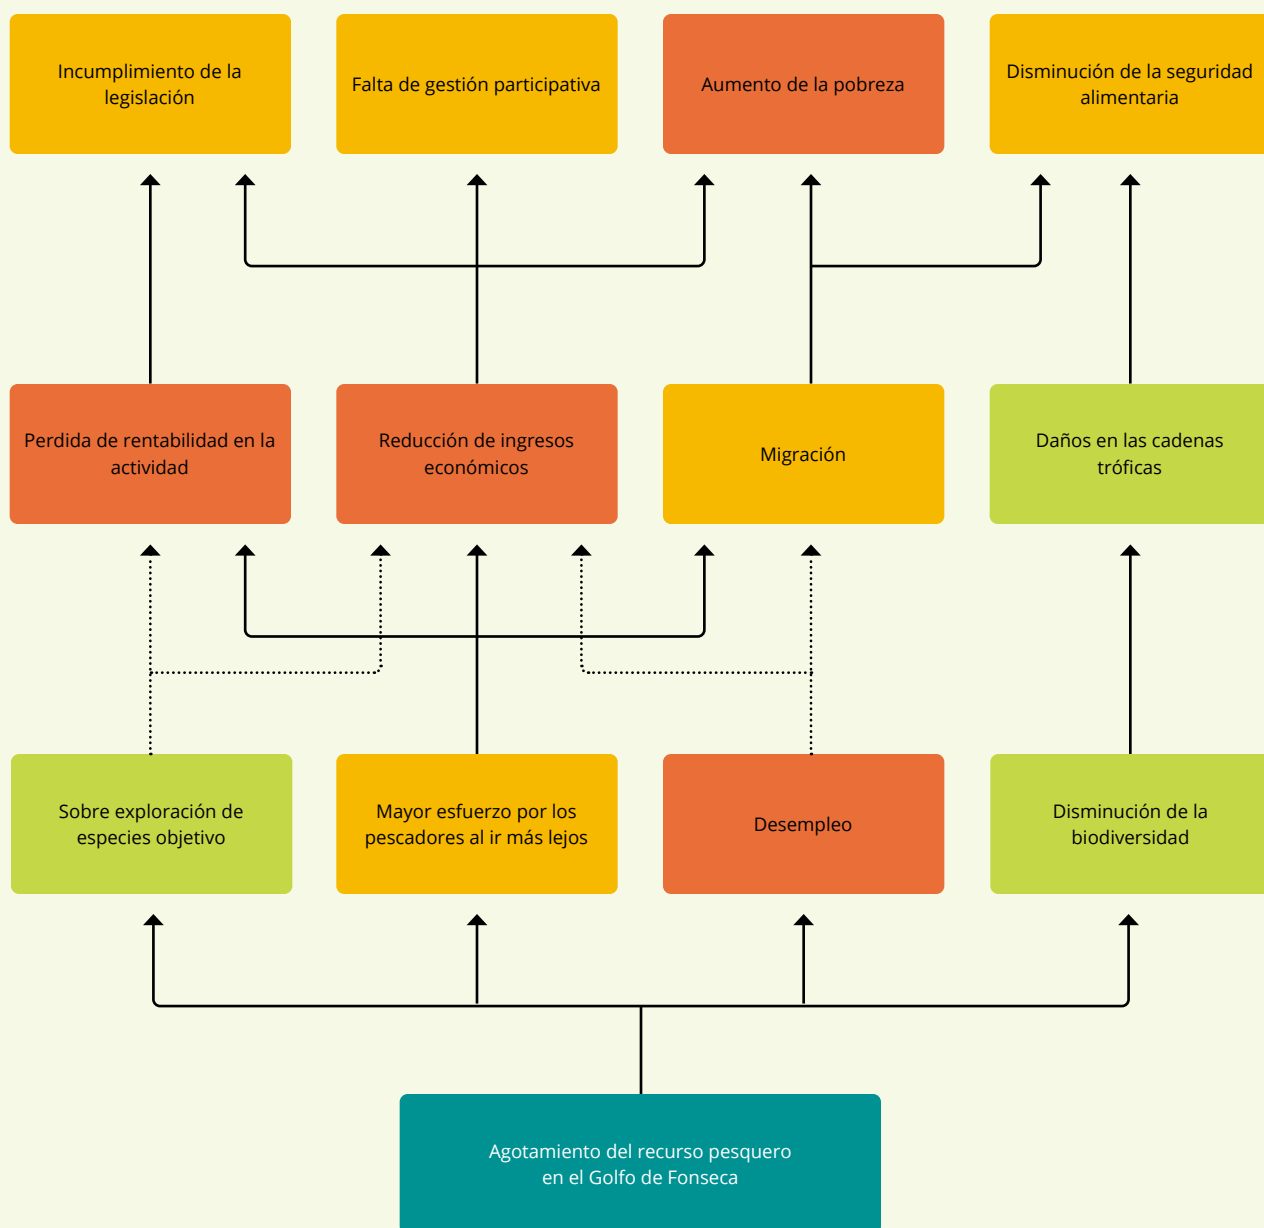 Incumplimiento de la
legislación
Falta de gestión participativa
Aumento de la pobreza
Disminución de la seguridad
alimentaria
Perdida de rentabilidad en la
actividad
Reducción de ingresos
económicos
Migración
Daños en las cadenas
tróficas
Sobre exploración de
especies objetivo
Mayor esfuerzo por los
pescadores al ir más lejos
Desempleo
Disminución de la
biodiversidad
Agotamiento del recurso pesquero
en el Golfo de Fonseca